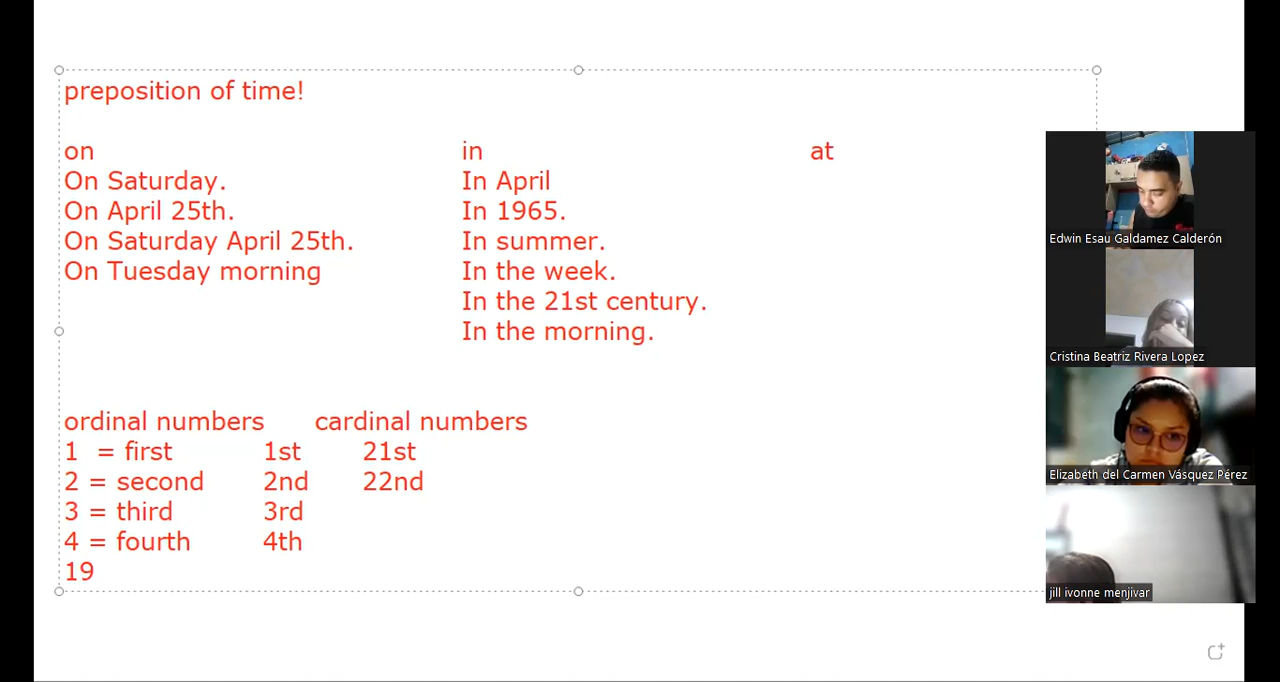 preposition of time!
on in at
On Saturday. In April
On April 25th. In 1965.
On Saturday April 25th. In summer.
On Tuesday morning In the week.
In the 21st century.
In the morning.
ordinal numbers cardinal numbers
1 = first 1st 21st
2 = second 2nd 22nd
3 = third 3rd
4 = fourth 4th
19
Edwin Esau Galdamez Calderón
Cristina Beatriz Rivera Lopez
Elizabeth del Carmen Vásquez Pérez
jill ivonne menjivar